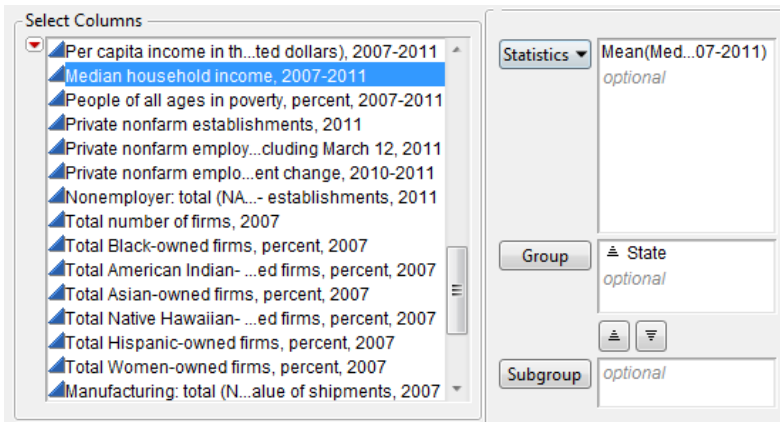 Select Columns
Per capita income in th...ted dollars), 2007-2011
Median household income, 2007-2011
People of all ages in poverty, percent, 2007-2011
Private nonfarm establishments, 2011
Private nonfarm employ...cluding March 12, 2011
Private nonfarm emplo...ent change, 2010-2011
Nonemployer: total (NA...- establishments, 2011
Total number of firms, 2007
Total Black-owned firms, percent, 2007
Total American Indian- ...ed firms, percent, 2007
Total Asian-owned firms, percent, 2007
Total Native Hawaiian- ...ed firms, percent, 2007
Total Hispanic-owned firms, percent, 2007
Total Women-owned firms, percent, 2007
Manufacturing: total (N...alue of shipments, 2007
Statistics
Mean(Med...07-2011)
optional
Group
State
optional
Subgroup
optional